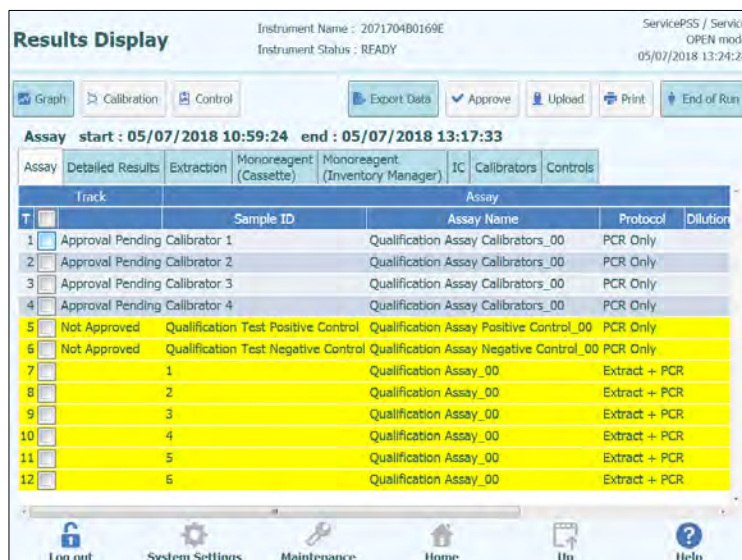 Results Display
Instrument Name : 2071704B0169E
Instrument Status : READY
ServicePSS / Servic
OPEN mod
05/07/2018 13:24:2
Graph Calibration Control Export Data Approve Upload Print End of Run
Assay start : 05/07/2018 10:59:24 end : 05/07/2018 13:17:33
Assay Detailed Results Extraction Monoreagent (Cassette) Monoreagent (Inventory Manager) IC Calibrators Controls
Track Assay
T Sample ID Assay Name Protocol Dilution
1 Approval Pending Calibrator 1 Qualification Assay Calibrators_00 PCR Only
2 Approval Pending Calibrator 2 Qualification Assay Calibrators_00 PCR Only
3 Approval Pending Calibrator 3 Qualification Assay Calibrators_00 PCR Only
4 Approval Pending Calibrator 4 Qualification Assay Calibrators_00 PCR Only
5 Not Approved Qualification Test Positive Control Qualification Assay Positive Control_00 PCR Only
6 Not Approved Qualification Test Negative Control Qualification Assay Negative Control_00 PCR Only
7 1 Qualification Assay_00 Extract + PCR
8 2 Qualification Assay_00 Extract + PCR
9 3 Qualification Assay_00 Extract + PCR
10 4 Qualification Assay_00 Extract + PCR
11 5 Qualification Assay_00 Extract + PCR
12 6 Qualification Assay_00 Extract + PCR
Log out System Settings Maintenance Home Up Help